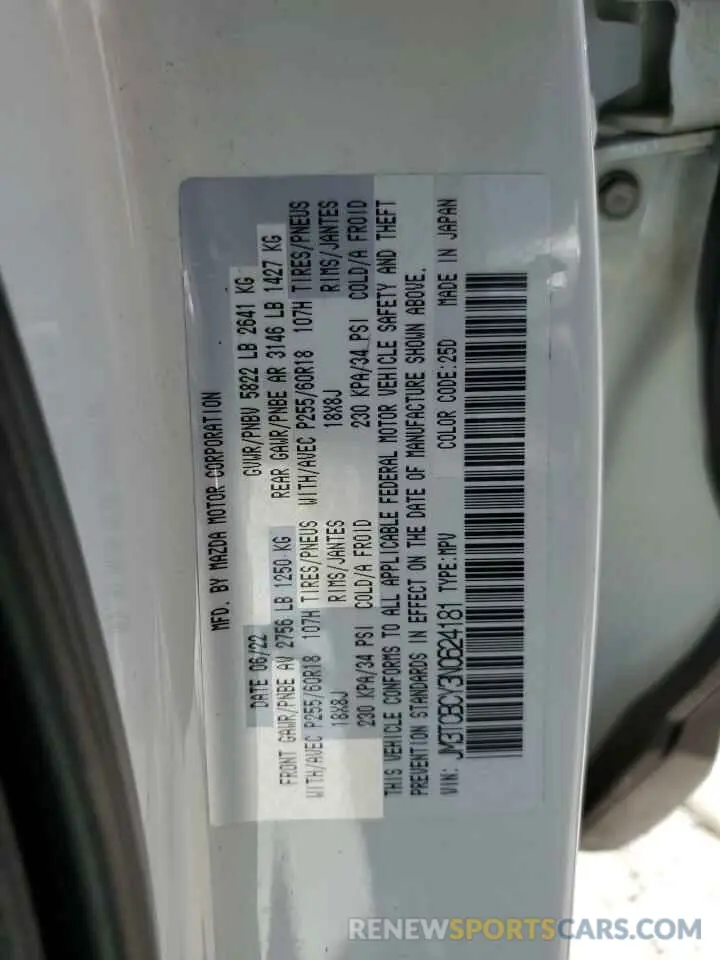 MFD. BY MAZDA MOTOR CORPORATION
DATE 06/22 GVWR/PNBV 5822 LB 2641 KG
FRONT GAWR/PNBE AV 2756 LB 1250 KG REAR GAWR/PNBE AR 3146 LB 1427 KG
WITH/AVEC P255/60R18 107H TIRES/PNEUS WITH/AVEC P255/60R18 107H TIRES/PNEUS
18X8J RIMS/JANTES 18X8J RIMS/JANTES
230 KPA/34 PSI COLD/A FROID 230 KPA/34 PSI COLD/A FROID
THIS VEHICLE CONFORMS TO ALL APPLICABLE FEDERAL MOTOR VEHICLE SAFETY AND THEFT
PREVENTION STANDARDS IN EFFECT ON THE DATE OF MANUFACTURE SHOWN ABOVE.
VIN: JM3TCBCY3N0624181 TYPE:MPV COLOR CODE:25D MADE IN JAPAN
RENEWSPORTSCARS.COM